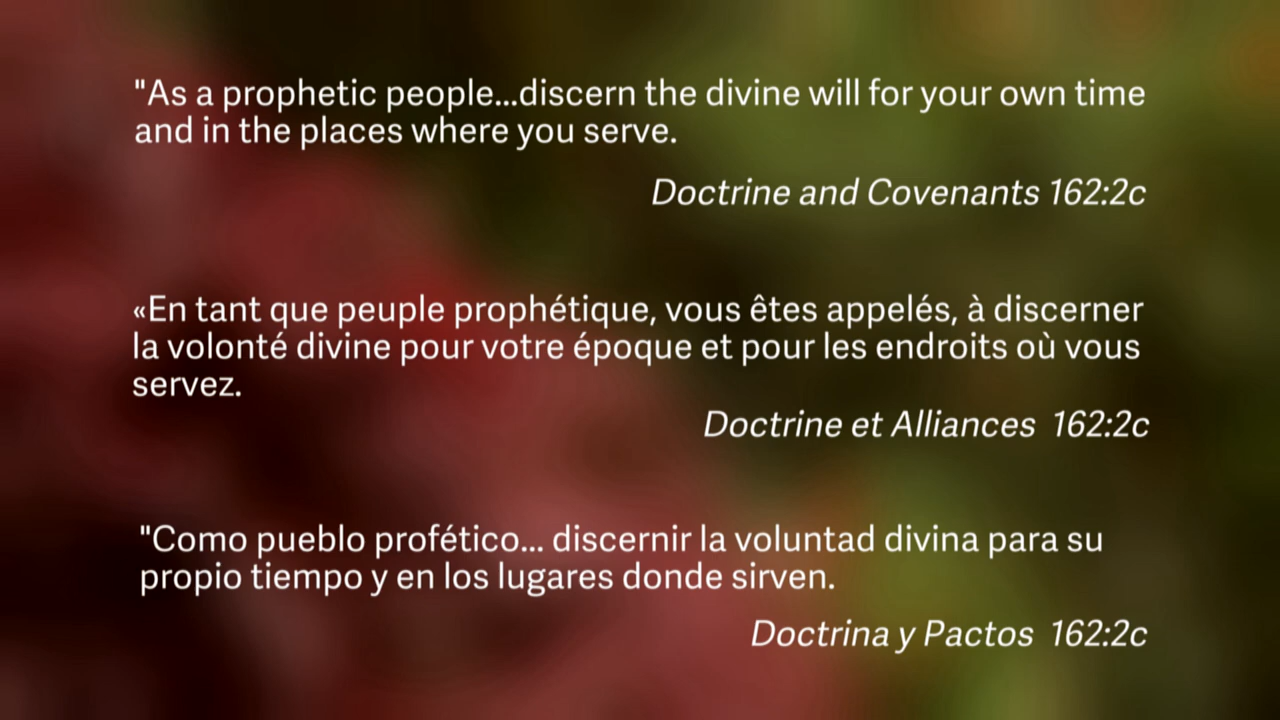 "As a prophetic people...discern the divine will for your own time
and in the places where you serve.
Doctrine and Covenants 162:2c
«En tant que peuple prophétique, vous êtes appelés, à discerner
la volonté divine pour votre époque et pour les endroits où vous
servez.
Doctrine et Alliances 162:2c
"Como pueblo profético... discernir la voluntad divina para su
propio tiempo y en los lugares donde sirven.
Doctrina y Pactos 162:2c